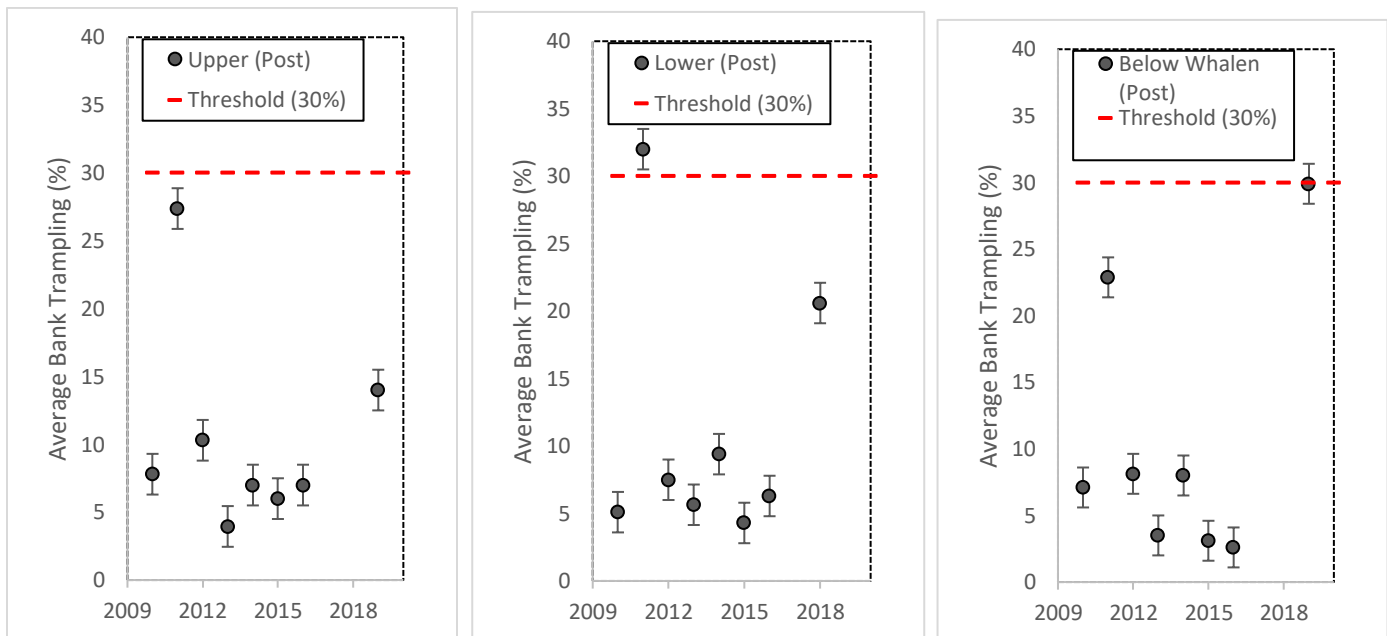 40
35
30
25
20
15
10
5
0
Average Bank Trampling (%)
Upper (Post)
Threshold (30%)
2009 2012 2015 2018
40
35
30
25
20
15
10
5
0
Average Bank Trampling (%)
Lower (Post)
Threshold (30%)
2009 2012 2015 2018
40
35
30
25
20
15
10
5
0
Average Bank Trampling (%)
Below Whalen
(Post)
Threshold (30%)
2009 2012 2015 2018